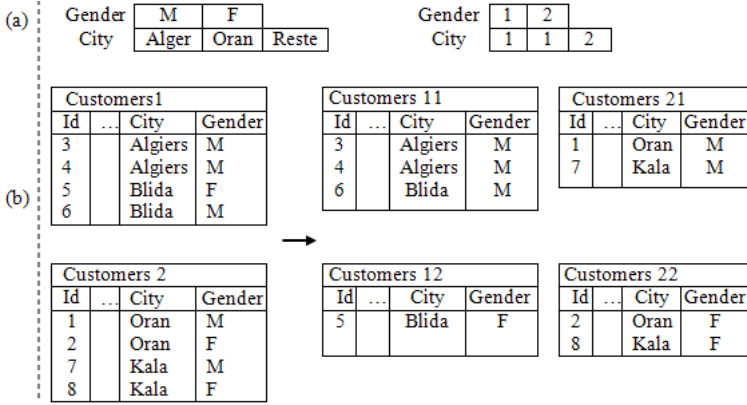 (a)
Gender M F
City Alger Oran Reste
Gender 1 2
City 1 1 2
(b)
Customers1
Id ... City Gender
3 Algiers M
4 Algiers M
5 Blida F
6 Blida M
Customers 11
Id ... City Gender
3 Algiers M
4 Algiers M
6 Blida M
Customers 21
Id ... City Gender
1 Oran M
7 Kala M
Customers 2
Id ... City Gender
1 Oran M
2 Oran F
7 Kala M
8 Kala F
Customers 12
Id ... City Gender
5 Blida F
Customers 22
Id ... City Gender
2 Oran F
8 Kala F